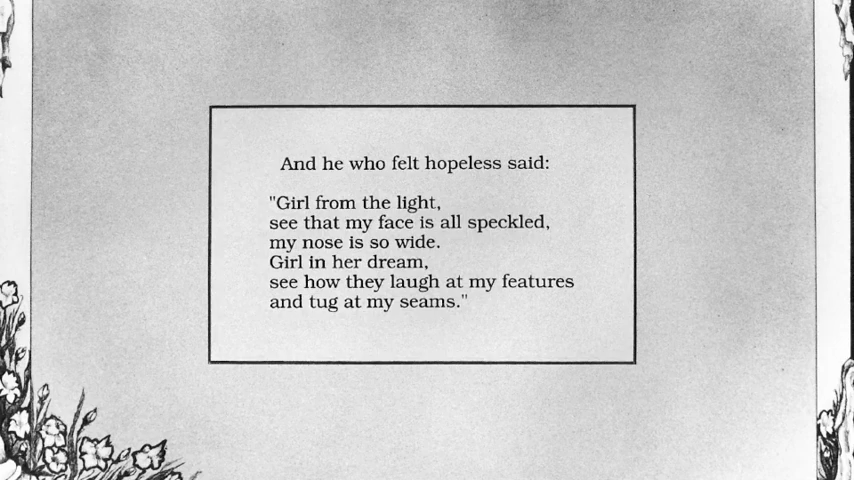 And he who felt hopeless said:
"Girl from the light,
see that my face is all speckled,
my nose is so wide.
Girl in her dream,
see how they laugh at my features
and tug at my seams."